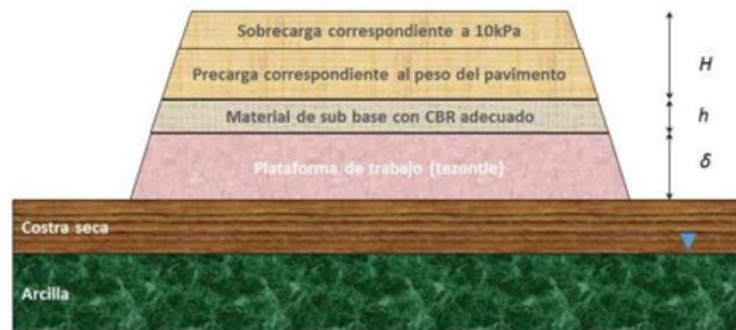 Sobrecarga correspondiente a 10kPa
Precarga correspondiente al peso del pavimento
H
Material de sub base con CBR adecuado
h
Plataforma de trabajo (tezontle)
δ
Costra seca
Arcilla